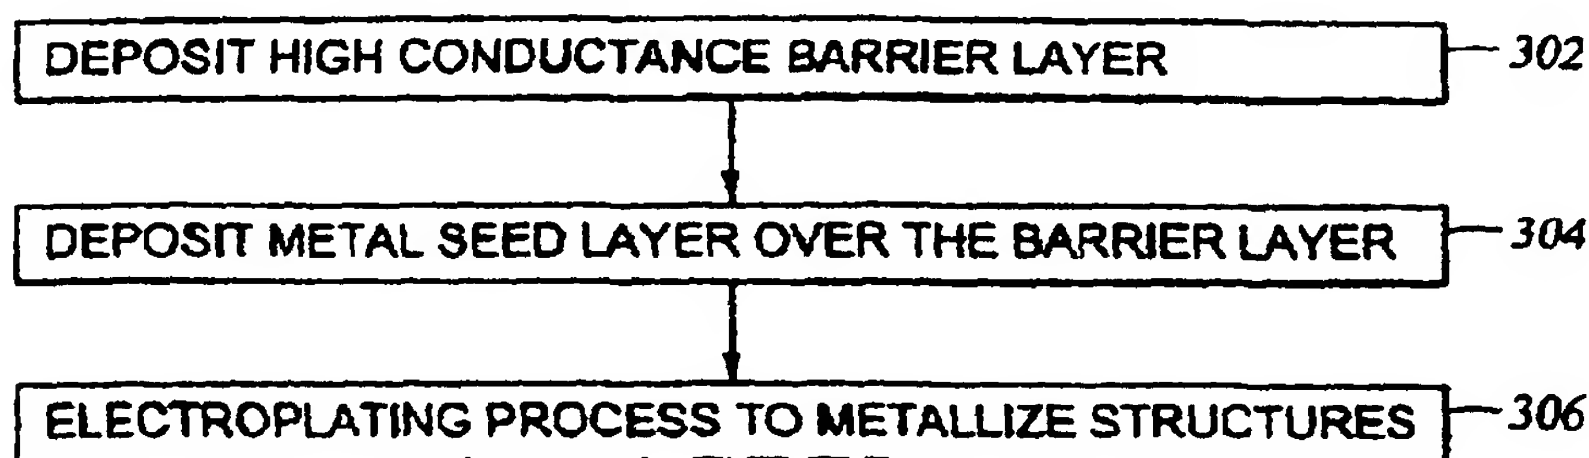 DEPOSIT HIGH CONDUCTANCE BARRIER LAYER 302
DEPOSIT METAL SEED LAYER OVER THE BARRIER LAYER 304
ELECTROPLATING PROCESS TO METALLIZE STRUCTURES 306